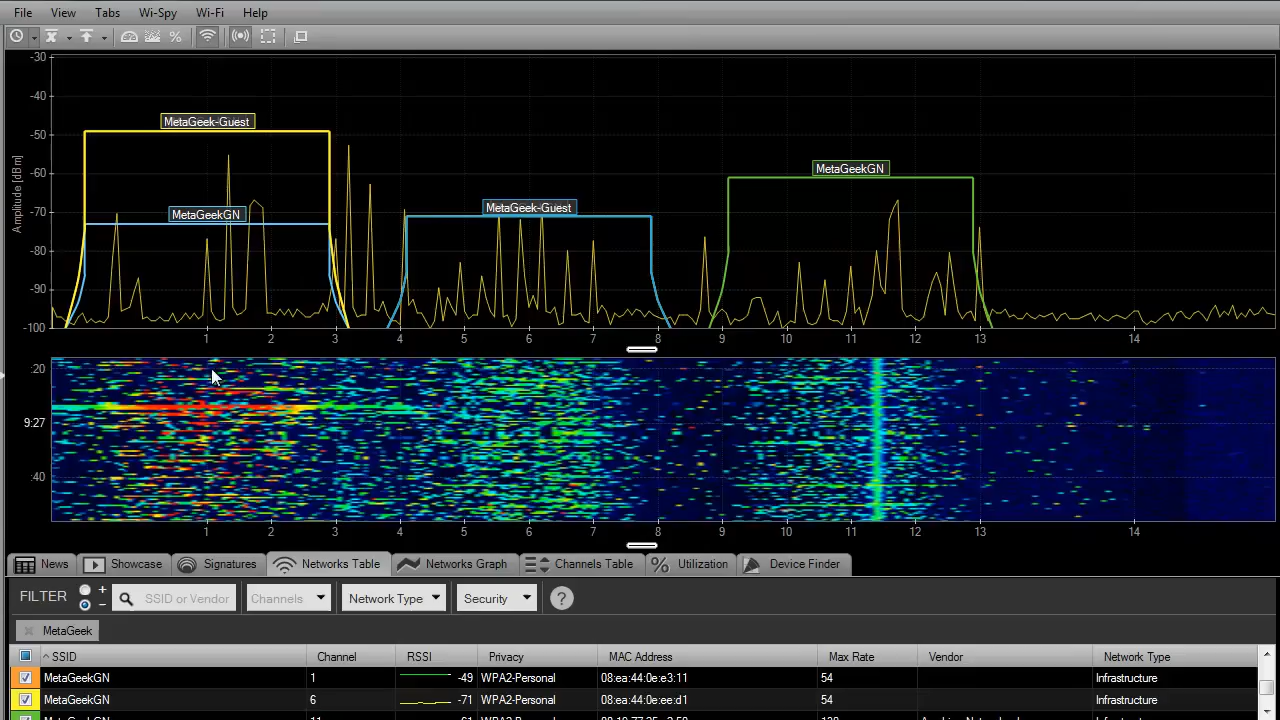 File View Tabs Wi-Spy Wi-Fi Help
%
-30
-40
-50
-60
-70
-80
-90
-100
Amplitude [dBm]
MetaGeek-Guest
MetaGeekGN
MetaGeek-Guest
MetaGeekGN
1 2 3 4 5 6 7 8 9 10 11 12 13 14
:20
9:27
:40
1 2 3 4 5 6 7 8 9 10 11 12 13 14
News Showcase Signatures Networks Table Networks Graph Channels Table % Utilization Device Finder
FILTER + − SSID or Vendor Channels Network Type Security ?
MetaGeek
SSID Channel RSSI Privacy MAC Address Max Rate Vendor Network Type
MetaGeekGN 1 -49 WPA2-Personal 08:ea:44:0e:e3:11 54 Infrastructure
MetaGeekGN 6 -71 WPA2-Personal 08:ea:44:0e:ee:d1 54 Infrastructure